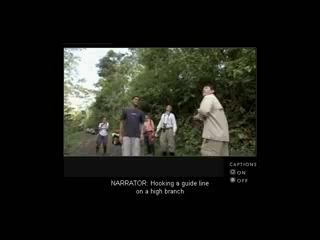 CAPTIONS
ON
OFF
NARRATOR: Hooking a guide line
on a high branch